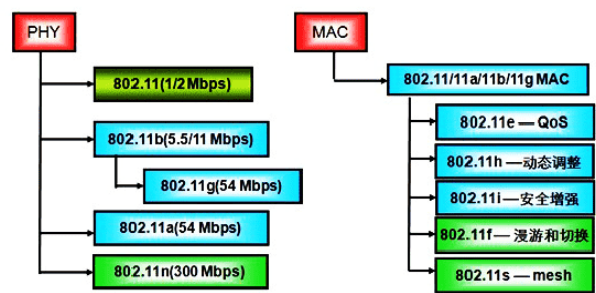 PHY
802.11(1/2 Mbps)
802.11b(5.5/11 Mbps)
802.11g(54 Mbps)
802.11a(54 Mbps)
802.11n(300 Mbps)
MAC
802.11/11a/11b/11g MAC
802.11e — QoS
802.11h —动态调整
802.11i—安全增强
802.11f— 漫游和切换
802.11s — mesh